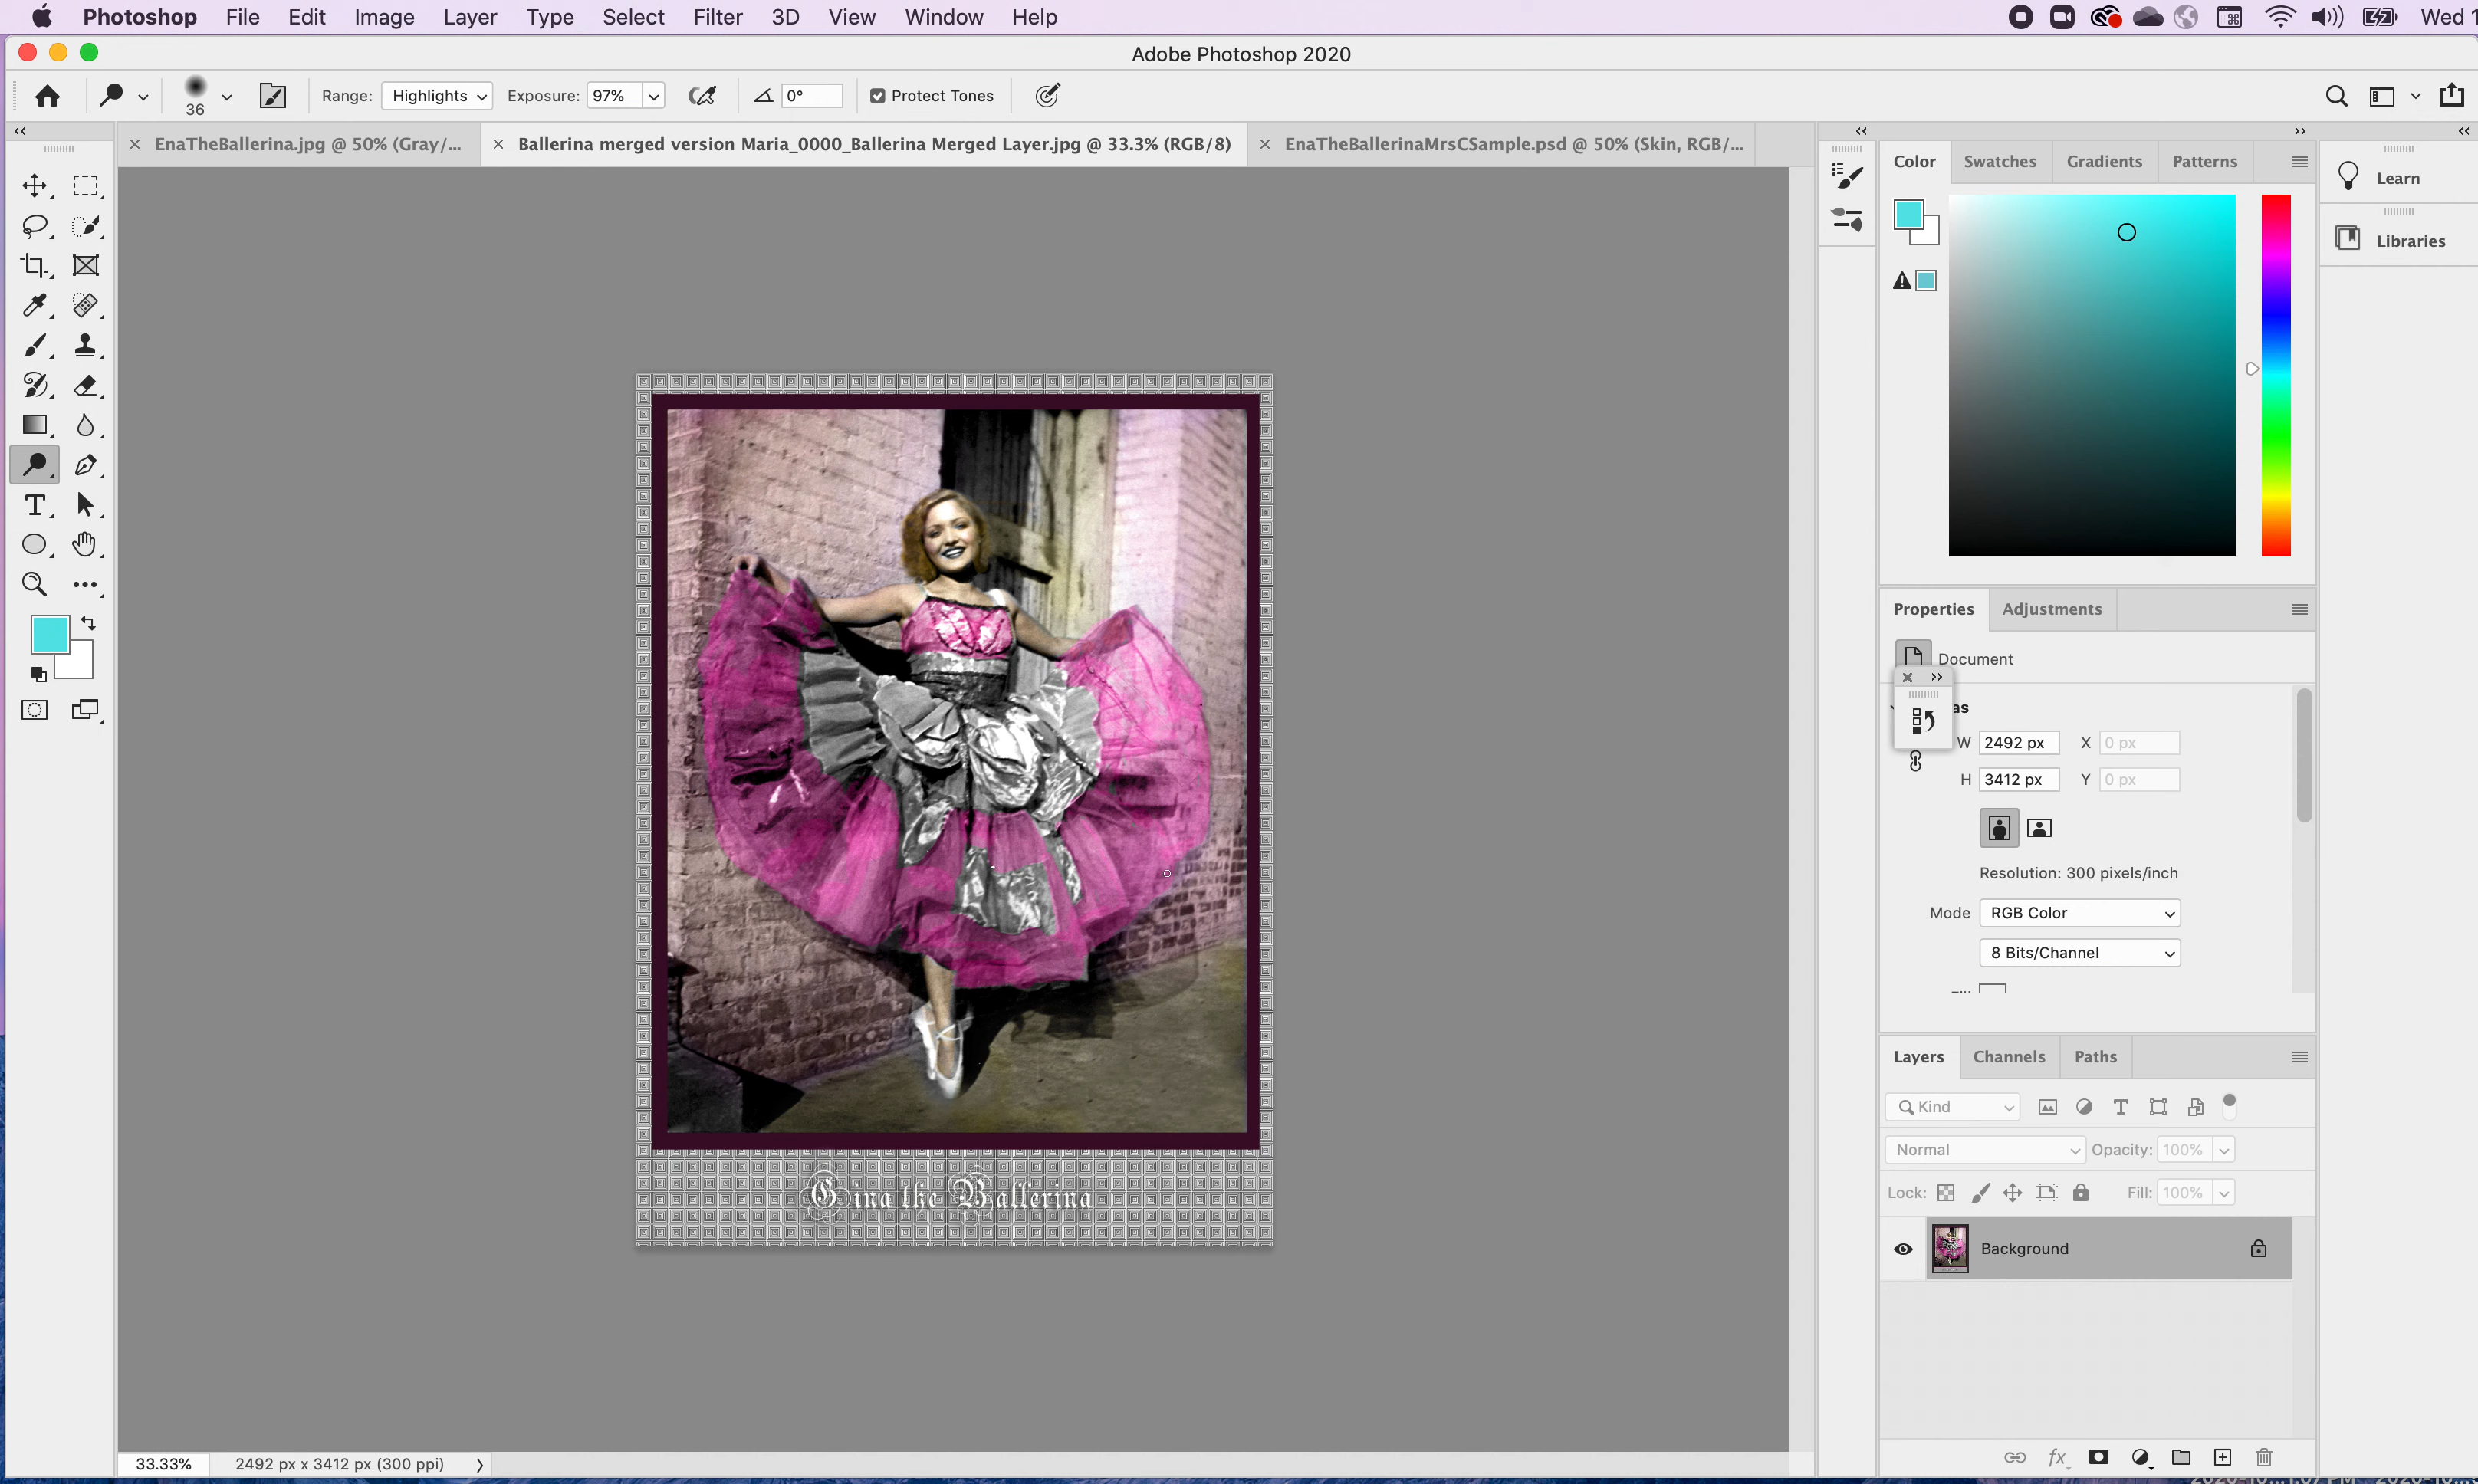 Photoshop File Edit Image Layer Type Select Filter 3D View Window Help Wed 1
Adobe Photoshop 2020
36 Range: Highlights Exposure: 97% 0° Protect Tones
EnaTheBallerina.jpg @ 50% (Gray/... Ballerina merged version Maria_0000_Ballerina Merged Layer.jpg @ 33.3% (RGB/8) EnaTheBallerinaMrsCSample.psd @ 50% (Skin, RGB/...
Color Swatches Gradients Patterns
Learn
Libraries
Properties Adjustments
Document
as
W 2492 px X 0 px
H 3412 px Y 0 px
Resolution: 300 pixels/inch
Mode RGB Color
8 Bits/Channel
Layers Channels Paths
Kind
Normal Opacity: 100%
Lock: Fill: 100%
Background
fx
Gina the Ballerina
33.33% 2492 px x 3412 px (300 ppi)